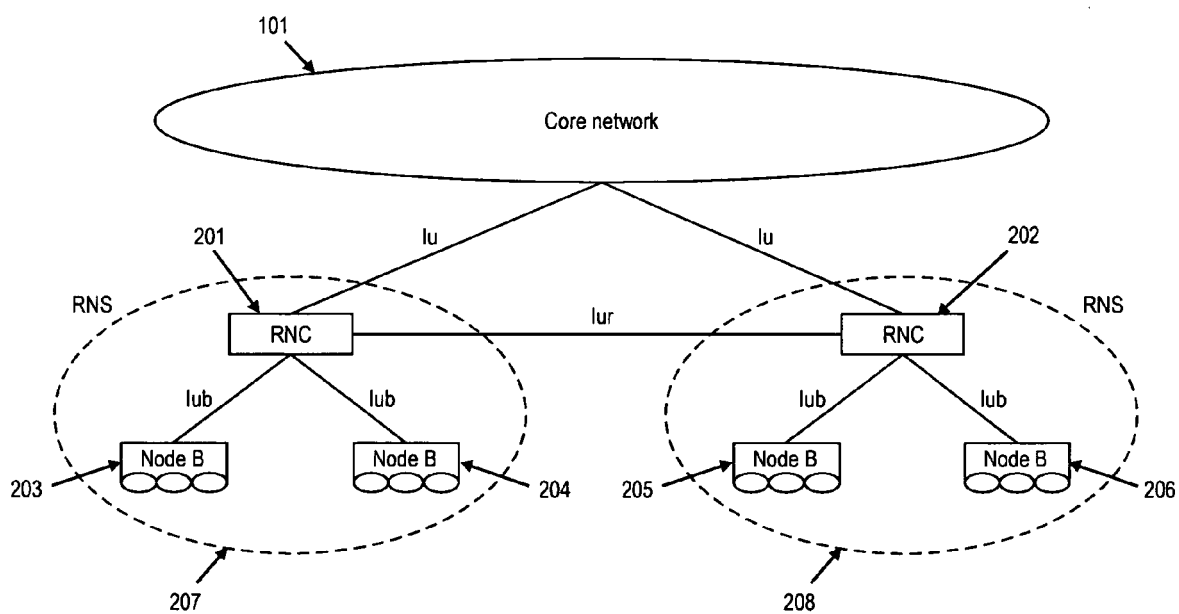 101
Core network
Iu
Iu
201
202
RNS
RNS
Iur
RNC
RNC
Iub
Iub
Iub
Iub
Node B
Node B
Node B
Node B
203
204
205
206
207
208